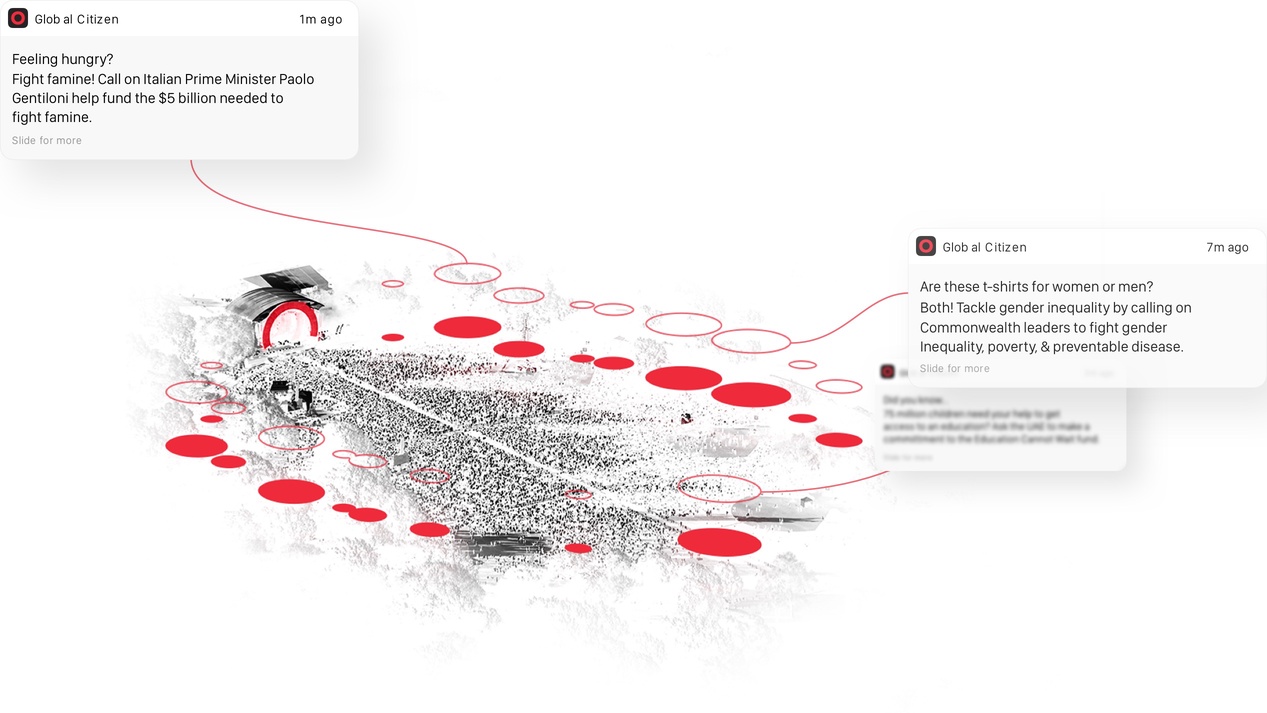 Global Citizen
1m ago
Feeling hungry?
Fight famine! Call on Italian Prime Minister Paolo
Gentiloni help fund the $5 billion needed to
fight famine.
Slide for more
Global Citizen
7m ago
Are these t-shirts for women or men?
Both! Tackle gender inequality by calling on
Commonwealth leaders to fight gender
Inequality, poverty, & preventable disease.
Slide for more
Did you know..
75 million children need your help to get
access to an education? Ask the UAE to make a
commitment to the Education Cannot Wait fund.
Slide for more